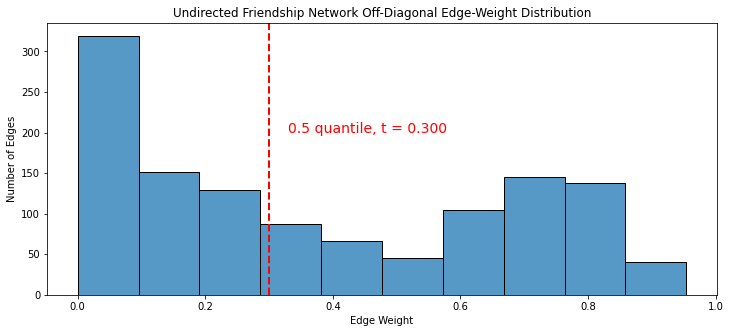 Undirected Friendship Network Off-Diagonal Edge-Weight Distribution
Number of Edges
300
250
200
150
100
50
0
0.5 quantile, t = 0.300
0.0 0.2 0.4 0.6 0.8 1.0
Edge Weight